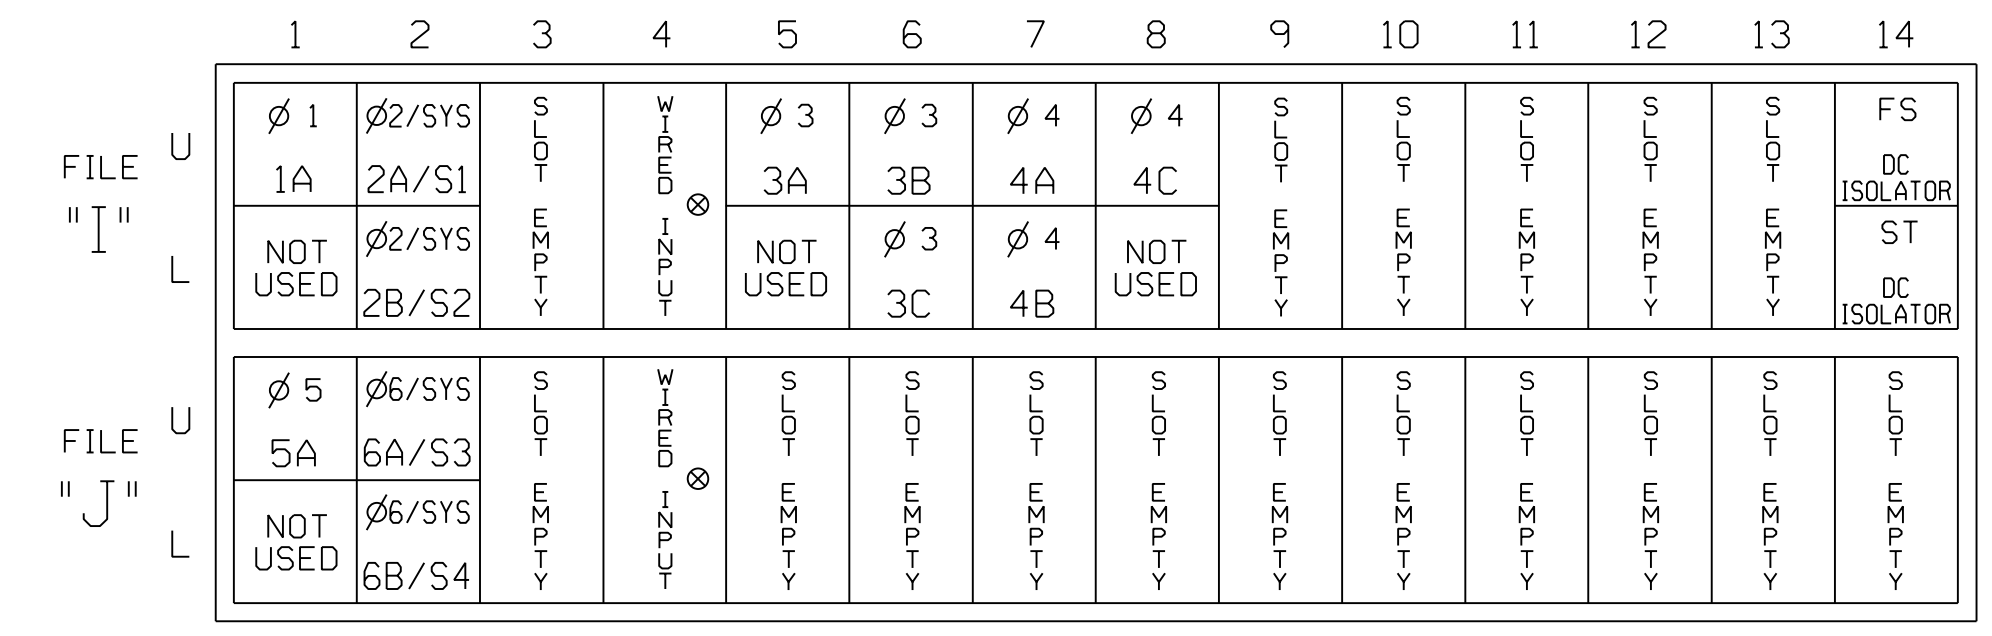 1 2 3 4 5 6 7 8 9 10 11 12 13 14
FILE
"I"
U
L
Ø 1
1A
NOT
USED
Ø2/SYS
2A/S1
Ø2/SYS
2B/S2
SLOT EMPTY
WIRED INPUT
Ø 3
3A
NOT
USED
Ø 3
3B
Ø 3
3C
Ø 4
4A
Ø 4
4B
Ø 4
4C
NOT
USED
SLOT EMPTY
SLOT EMPTY
SLOT EMPTY
SLOT EMPTY
SLOT EMPTY
FS
DC
ISOLATOR
ST
DC
ISOLATOR
FILE
"J"
U
L
Ø 5
5A
NOT
USED
Ø6/SYS
6A/S3
Ø6/SYS
6B/S4
SLOT EMPTY
WIRED INPUT
SLOT EMPTY
SLOT EMPTY
SLOT EMPTY
SLOT EMPTY
SLOT EMPTY
SLOT EMPTY
SLOT EMPTY
SLOT EMPTY
SLOT EMPTY
SLOT EMPTY